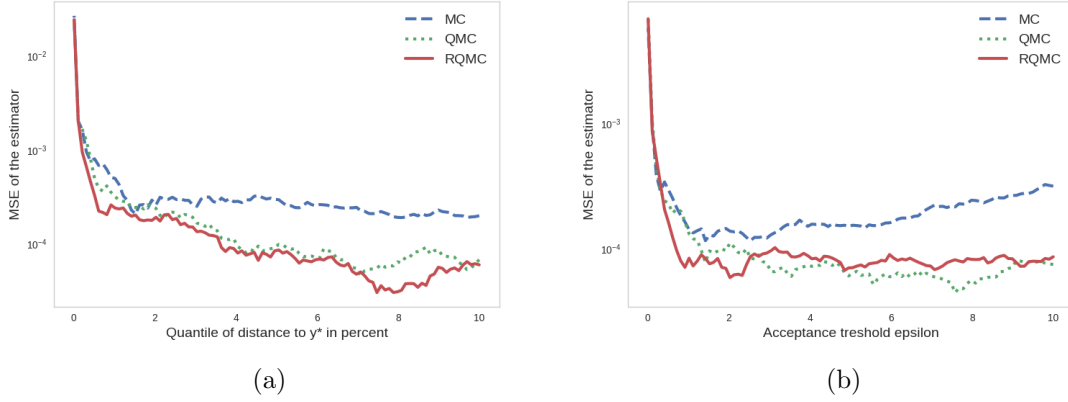 MC
QMC
RQMC
10⁻²
10⁻³
10⁻⁴
MSE of the estimator
0 2 4 6 8 10
Quantile of distance to y* in percent
(a)
MC
QMC
RQMC
10⁻³
10⁻⁴
MSE of the estimator
0 2 4 6 8 10
Acceptance treshold epsilon
(b)